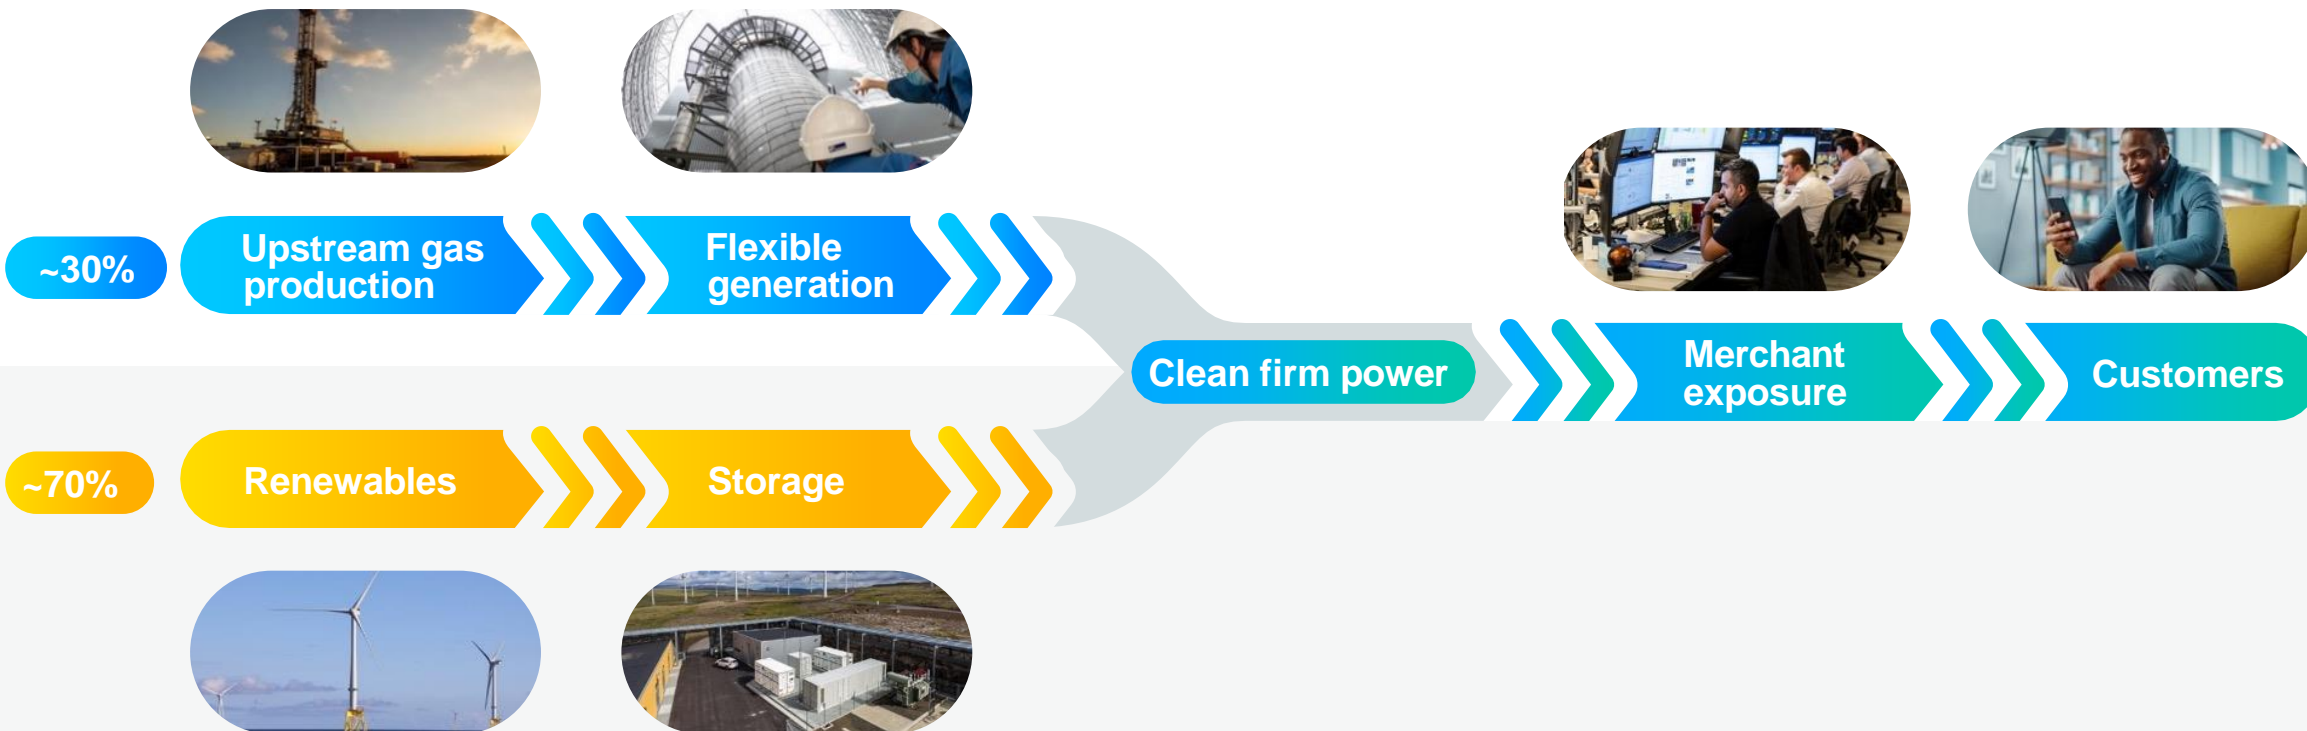 ~30%
Upstream gas
production
Flexible
generation
Clean firm power
Merchant
exposure
Customers
~70%
Renewables
Storage